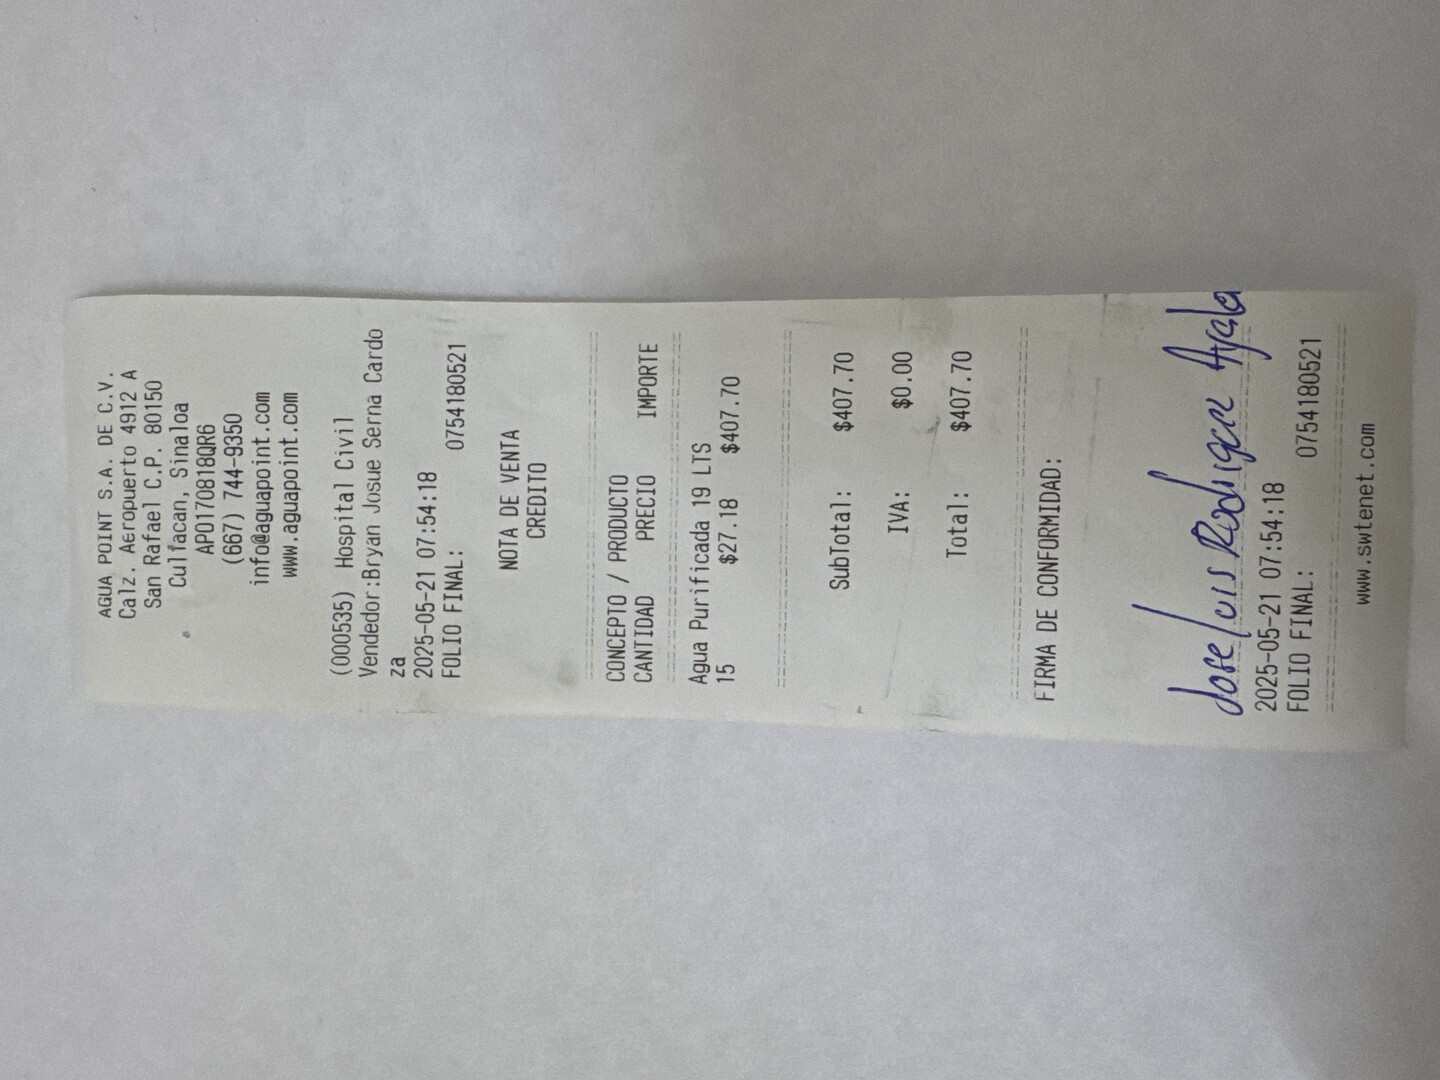 AGUA POINT S.A. DE C.V.
Calz. Aeropuerto 4912 A
San Rafael C.P. 80150
Culiacan, Sinaloa
APO170818QR6
(667) 744-9350
info@aguapoint.com
www.aguapoint.com
(000535) Hospital Civil
Vendedor:Bryan Josue Serna Cardo
za
2025-05-21 07:54:18
FOLIO FINAL: 0754180521
NOTA DE VENTA
CREDITO
CONCEPTO / PRODUCTO
CANTIDAD PRECIO IMPORTE
Agua Purificada 19 LTS
15 $27.18 $407.70
SubTotal: $407.70
IVA: $0.00
Total: $407.70
FIRMA DE CONFORMIDAD:
Jose Luis Rodriguez Ayala
2025-05-21 07:54:18
FOLIO FINAL: 0754180521
www.swtenet.com